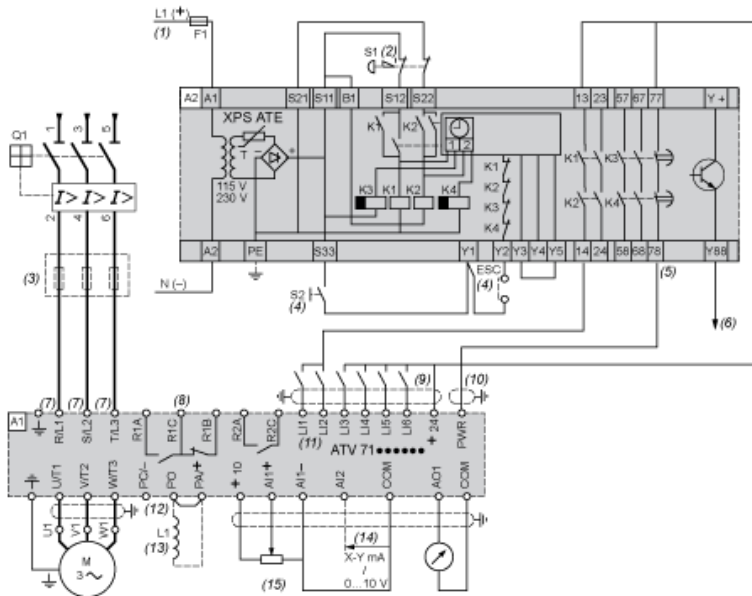 L1 (+)
(1)
F1
S1 (2)
A2 A1 S21 S11 B1 S12 S22 13 23 57 67 77 Y +
XPS ATE
T
+
115 V
230 V
K1 K2
1 2
K3 K1 K2 K4
K1
K2
K3
K4
K1 K3
K2 K4
A2 PE S33 Y1 Y2 Y3 Y4 Y5 14 24 58 68 78 Y88
Q1
1 3 5
I> I> I>
2 4 6
(3)
N (–)
S2
(4)
ESC
(4)
(5)
(6)
(7) (7) (7) (8) (9) (10)
A1
R/L1 S/L2 T/L3 R1A R1C R1B R2A R2C LI1 LI2 LI3 LI4 LI5 LI6 + 24 PWR
(11)
ATV 71••••••
U/T1 V/T2 W/T3 PC/– PO PA/+ + 10 AI1+ AI1– AI2 COM AO1 COM
(12)
U1 V1 W1
M
3
L1
(13)
(14)
X-Y mA
/
0...10 V
(15)